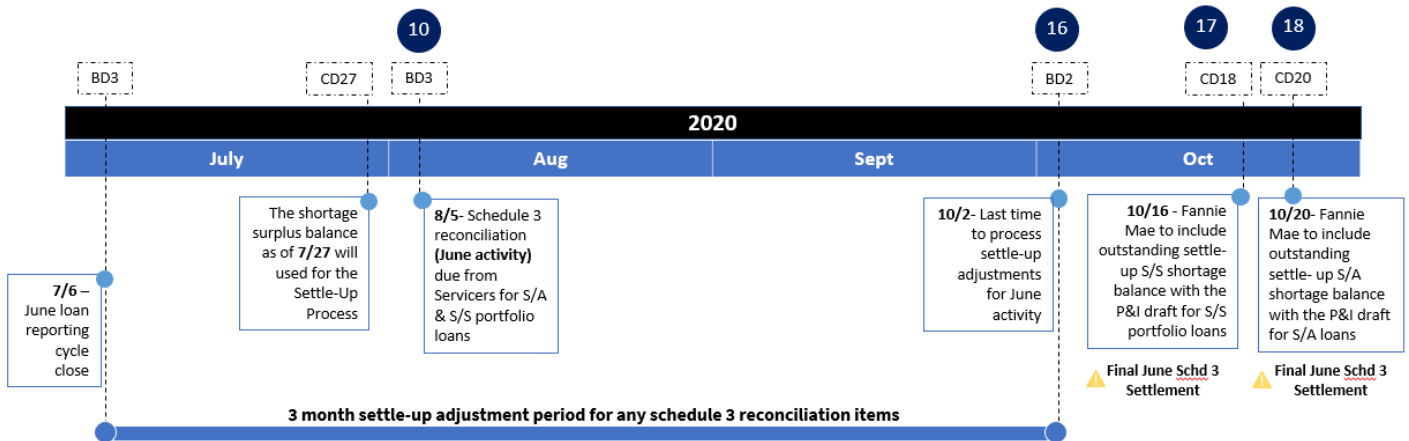 10
16
17
18
BD3
CD27
BD3
BD2
CD18
CD20
2020
July
Aug
Sept
Oct
7/6 –
June loan
reporting
cycle
close
The shortage
surplus balance
as of 7/27 will
used for the
Settle-Up
Process
8/5- Schedule 3
reconciliation
(June activity)
due from
Servicers for S/A
& S/S portfolio
loans
10/2- Last time
to process
settle-up
adjustments
for June
activity
10/16 - Fannie
Mae to include
outstanding settle-
up S/S shortage
balance with the
P&I draft for S/S
portfolio loans
10/20- Fannie
Mae to include
outstanding
settle- up S/A
shortage balance
with the P&I draft
for S/A loans
Final June Schd 3
Settlement
Final June Schd 3
Settlement
3 month settle-up adjustment period for any schedule 3 reconciliation items